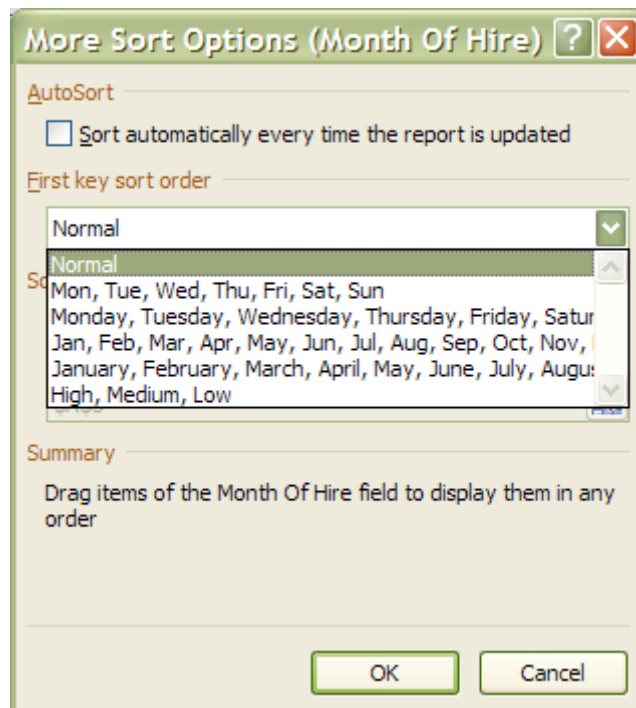 More Sort Options (Month Of Hire)
AutoSort
Sort automatically every time the report is updated
First key sort order
Normal
Normal
Mon, Tue, Wed, Thu, Fri, Sat, Sun
Monday, Tuesday, Wednesday, Thursday, Friday, Satur
Jan, Feb, Mar, Apr, May, Jun, Jul, Aug, Sep, Oct, Nov,
January, February, March, April, May, June, July, Augus
High, Medium, Low
Summary
Drag items of the Month Of Hire field to display them in any
order
OK Cancel